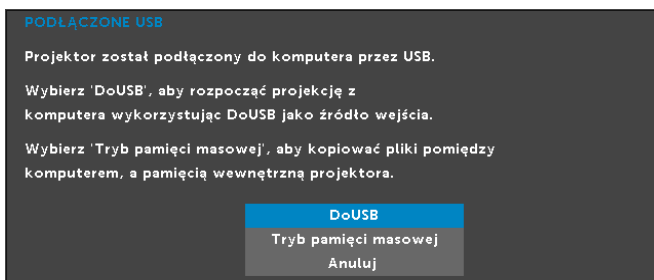 PODŁĄCZONE USB
Projektor został podłączony do komputera przez USB.
Wybierz 'DoUSB', aby rozpocząć projekcję z
komputera wykorzystując DoUSB jako źródło wejścia.
Wybierz 'Tryb pamięci masowej', aby kopiować pliki pomiędzy
komputerem, a pamięcią wewnętrzną projektora.
DoUSB
Tryb pamięci masowej
Anuluj